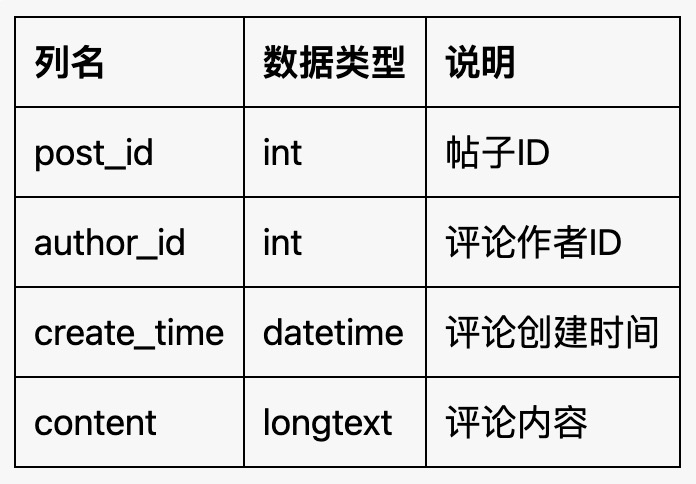 列名 数据类型 说明
post_id int 帖子ID
author_id int 评论作者ID
create_time datetime 评论创建时间
content longtext 评论内容